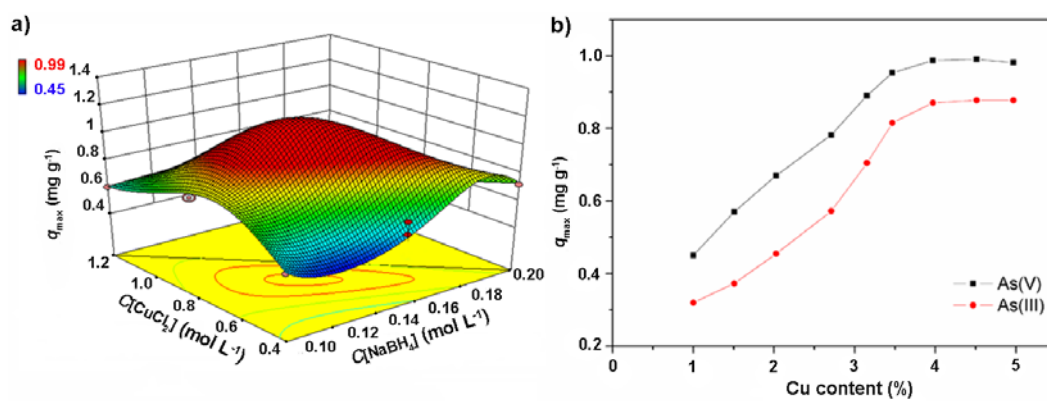 a)
0.99
0.45
1.4
1.2
1
0.8
0.6
0.4
q max (mg g⁻¹)
1.2
1.0
0.8
0.6
0.4
C[CuCl₂] (mol L⁻¹)
0.10
0.12
0.14
0.16
0.18
0.20
C[NaBH₄] (mol L⁻¹)
b)
1.0
0.8
0.6
0.4
0.2
q max (mg g⁻¹)
As(V)
As(III)
0 1 2 3 4 5
Cu content (%)